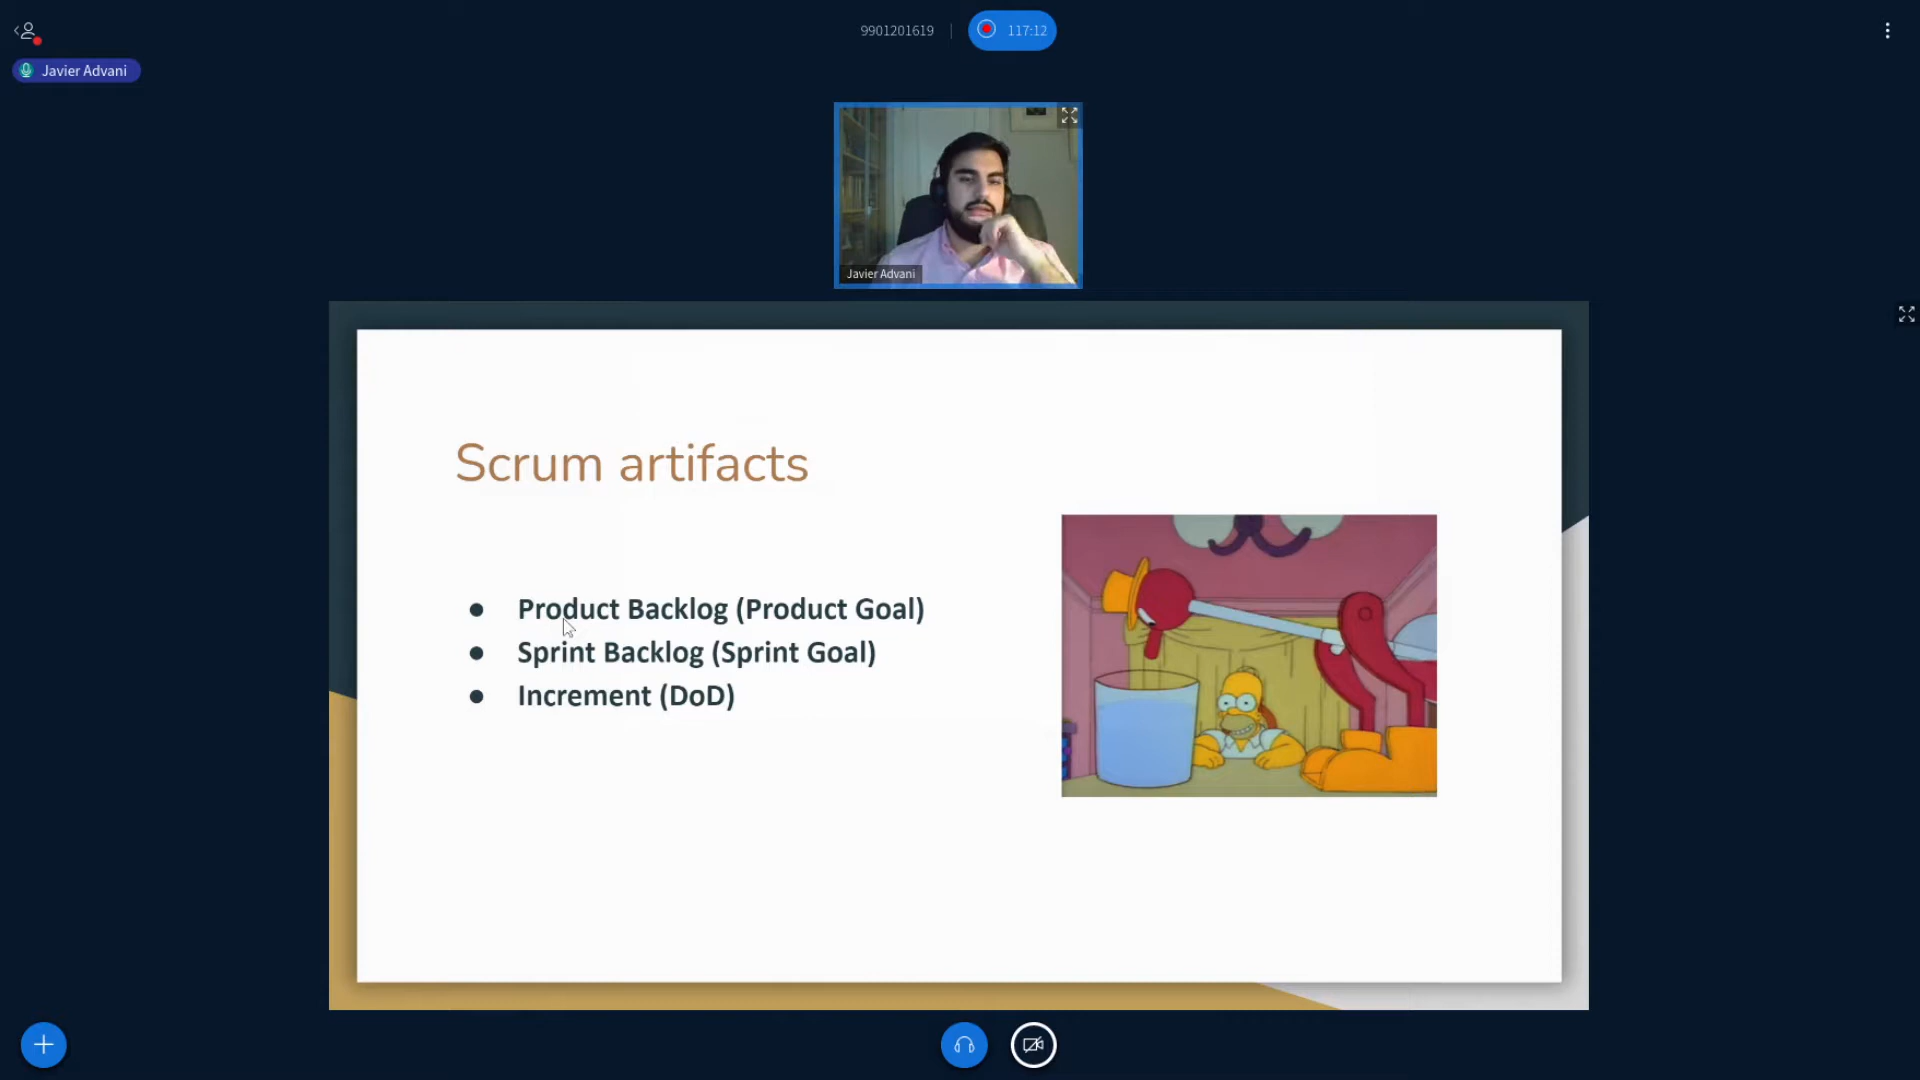 9901201619
117:12
Javier Advani
Javier Advani
Scrum artifacts
● Product Backlog (Product Goal)
● Sprint Backlog (Sprint Goal)
● Increment (DoD)